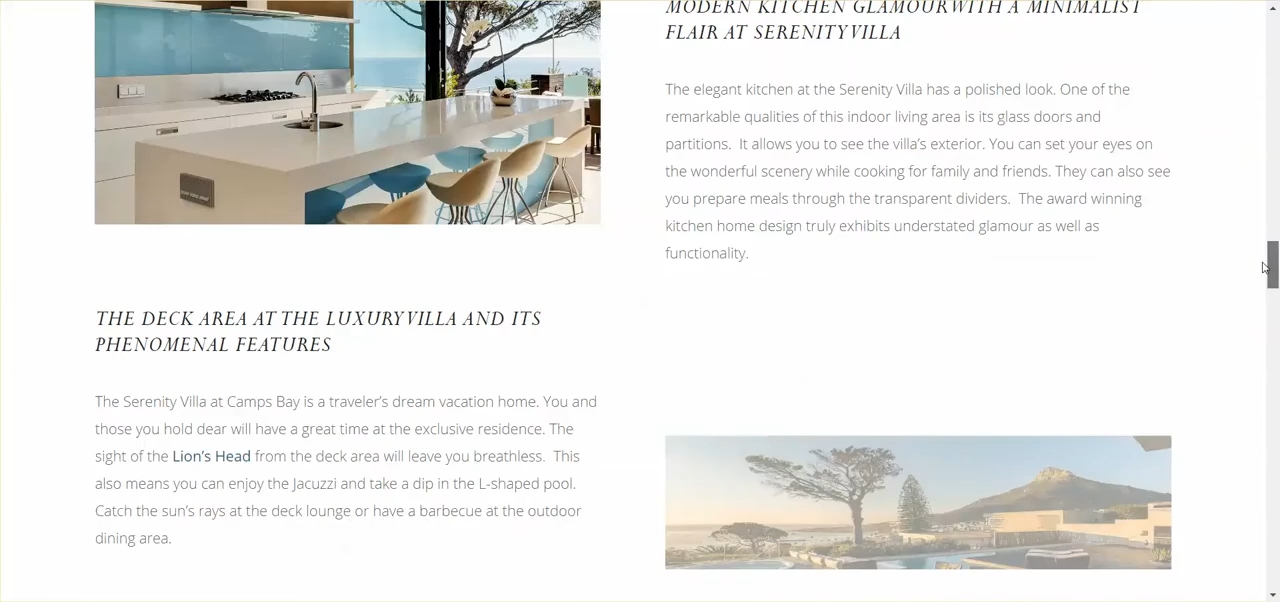 MODERN KITCHEN GLAMOUR WITH A MINIMALIST
FLAIR AT SERENITY VILLA
The elegant kitchen at the Serenity Villa has a polished look. One of the
remarkable qualities of this indoor living area is its glass doors and
partitions.  It allows you to see the villa’s exterior. You can set your eyes on
the wonderful scenery while cooking for family and friends. They can also see
you prepare meals through the transparent dividers.  The award winning
kitchen home design truly exhibits understated glamour as well as
functionality.
THE DECK AREA AT THE LUXURY VILLA AND ITS
PHENOMENAL FEATURES
The Serenity Villa at Camps Bay is a traveler’s dream vacation home. You and
those you hold dear will have a great time at the exclusive residence. The
sight of the Lion’s Head from the deck area will leave you breathless.  This
also means you can enjoy the Jacuzzi and take a dip in the L-shaped pool.
Catch the sun’s rays at the deck lounge or have a barbecue at the outdoor
dining area.